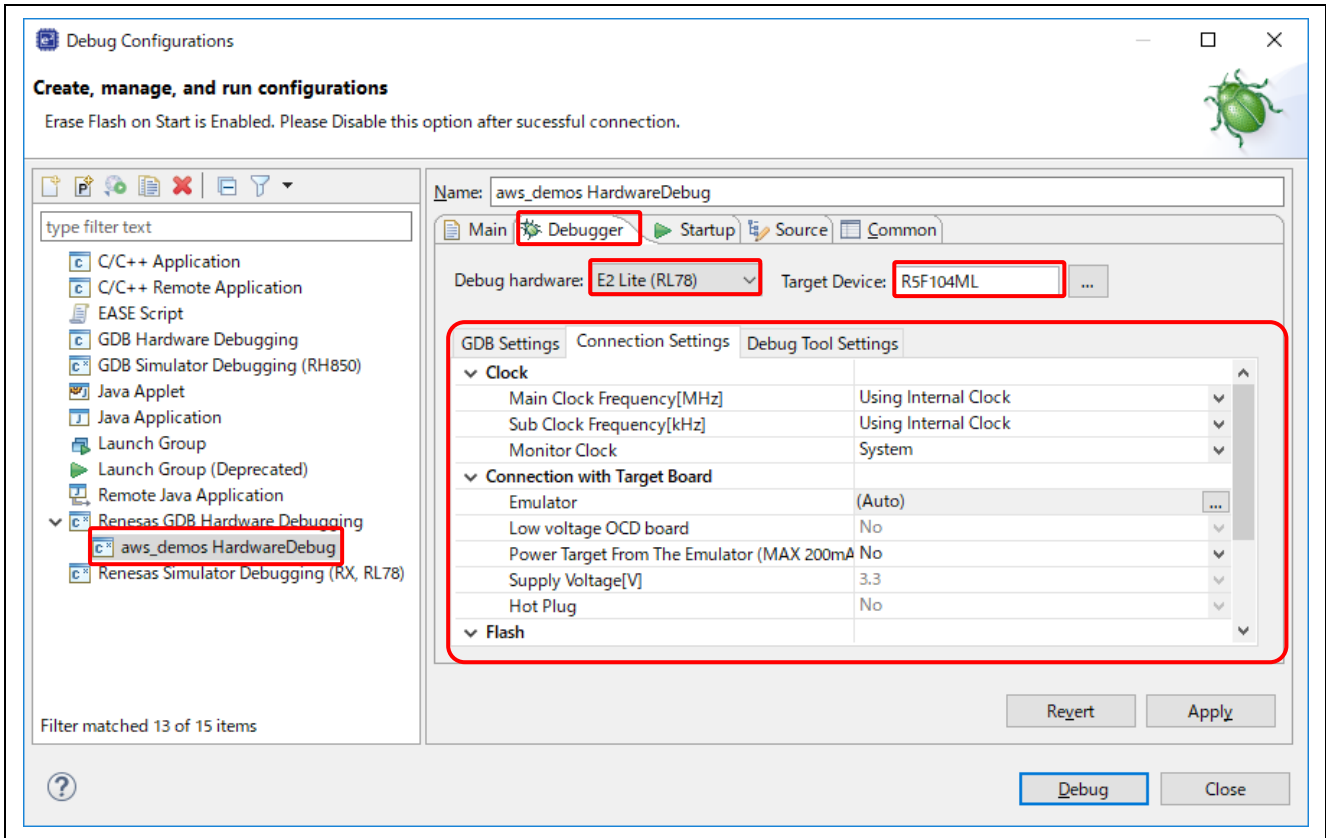 Debug Configurations
Create, manage, and run configurations
Erase Flash on Start is Enabled. Please Disable this option after sucessful connection.
type filter text
C/C++ Application
C/C++ Remote Application
EASE Script
GDB Hardware Debugging
GDB Simulator Debugging (RH850)
Java Applet
Java Application
Launch Group
Launch Group (Deprecated)
Remote Java Application
Renesas GDB Hardware Debugging
aws_demos HardwareDebug
Renesas Simulator Debugging (RX, RL78)
Filter matched 13 of 15 items
Name: aws_demos HardwareDebug
Main Debugger Startup Source Common
Debug hardware: E2 Lite (RL78) Target Device: R5F104ML ...
GDB Settings Connection Settings Debug Tool Settings
Clock
Main Clock Frequency[MHz] Using Internal Clock
Sub Clock Frequency[kHz] Using Internal Clock
Monitor Clock System
Connection with Target Board
Emulator (Auto) ...
Low voltage OCD board No
Power Target From The Emulator (MAX 200mA No
Supply Voltage[V] 3.3
Hot Plug No
Flash
Revert Apply
Debug Close